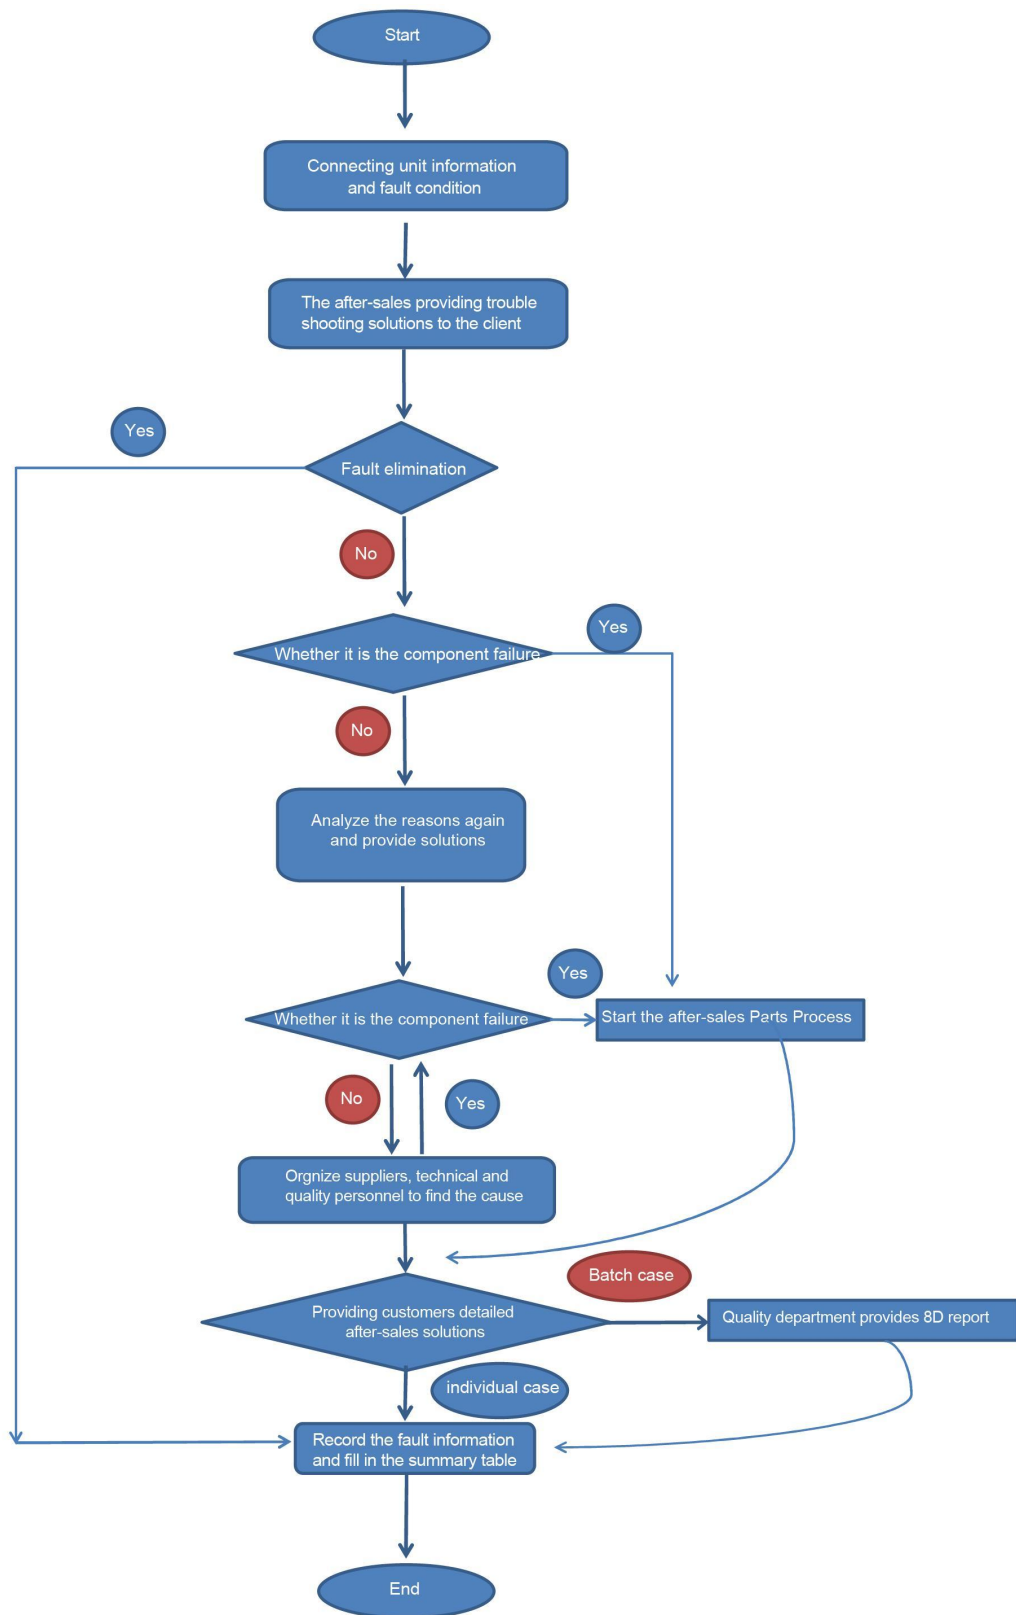 Start
Connecting unit information
and fault condition
The after-sales providing trouble
shooting solutions to the client
Yes
Fault elimination
No
Yes
Whether it is the component failure
No
Analyze the reasons again
and provide solutions
Yes
Whether it is the component failure
Start the after-sales Parts Process
No
Yes
Orgnize suppliers, technical and
quality personnel to find the cause
Batch case
Providing customers detailed
after-sales solutions
Quality department provides 8D report
individual case
Record the fault information
and fill in the summary table
End